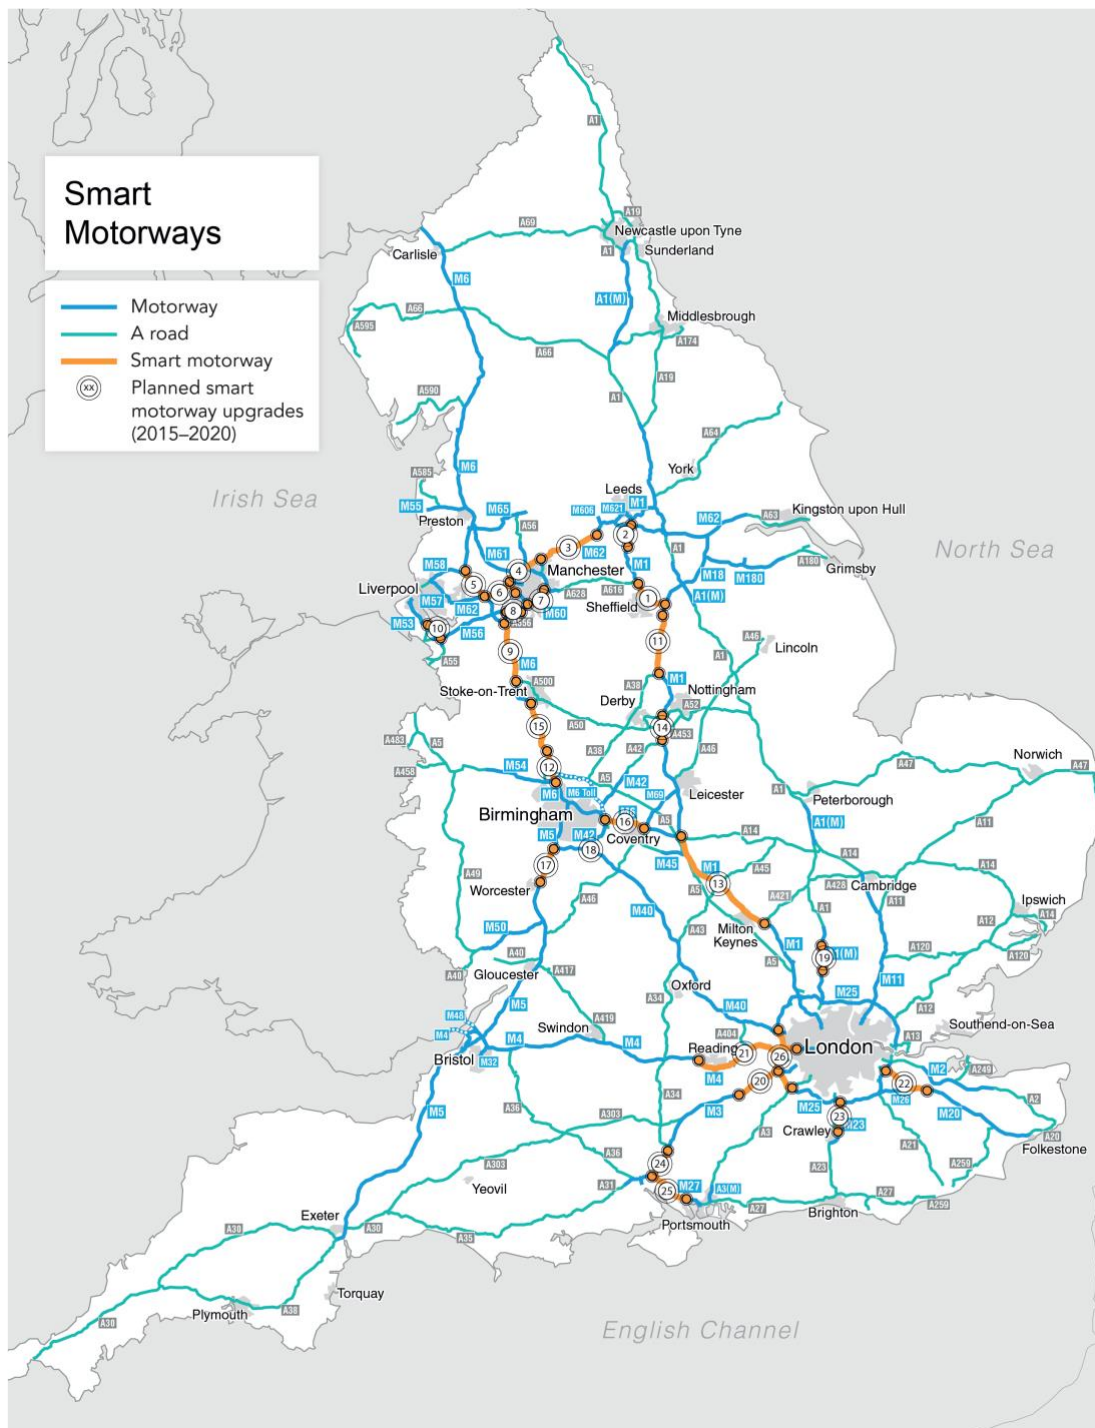 Smart
Motorways
Motorway
A road
Smart motorway
xx
Planned smart
motorway upgrades
(2015–2020)
A1
A19
A69
Newcastle upon Tyne
Carlisle
A1
Sunderland
M6
A1(M)
A66
Middlesbrough
A595
A174
A66
A19
A590
A1
A64
M6
York
A585
Leeds
Irish Sea
M55
M65
M606
M621
M1
Kingston upon Hull
Preston
A56
M62
A63
2
3
M62
North Sea
M61
A1
M58
4
Manchester
A180
Grimsby
M1
M18
M180
Liverpool
5
6
A628
A616
M57
7
1
A1(M)
M62
8
Sheffield
M60
M53
A556
10
M56
A46
11
Lincoln
9
A1
A55
M6
M1
A500
A38
Stoke-on-Trent
Nottingham
Derby
A52
15
A50
14
A453
A483
A5
A38
A42
A46
Norwich
A458
M54
12
A5
M42
A47
A47
M6
M6 Toll
M69
Leicester
A1
Peterborough
Birmingham
M6
16
A5
A1(M)
A11
M5
M42
Coventry
A14
18
M45
M1
A14
17
A45
A14
A49
13
A428
Cambridge
Worcester
A5
A421
A11
A46
M40
A1
Ipswich
A12
A14
M50
A43
Milton
Keynes
M1
A1(M)
A120
A120
A40
19
A5
A40
Gloucester
A417
M11
Oxford
M25
M5
A34
M40
A12
M48
A419
Southend-on-Sea
M4
Swindon
A404
A13
M4
M4
Reading
21
London
Bristol
M32
26
M2
A249
M4
20
22
M5
A34
M25
M26
A2
A36
A303
M3
M20
23
M23
A3
Crawley
A21
A20
Folkestone
A36
24
A303
A23
A259
A31
25
M27
A3(M)
Yeovil
A27
A27
A259
Portsmouth
Brighton
Exeter
A30
A30
A35
Torquay
Plymouth
A38
A30
English Channel